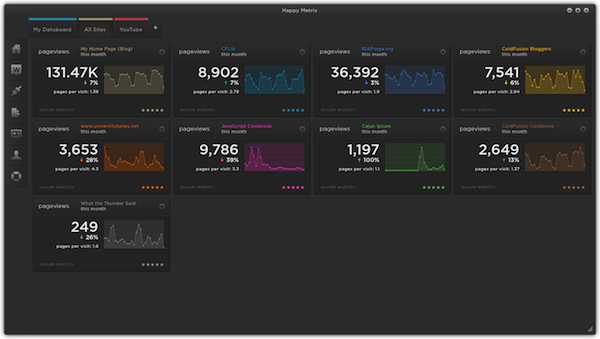 Happy Metrix
My Dahsboard
All Sites
YouTube
+
pageviews
My Home Page (Blog)
this month
131.47K
↓ 7%
pages per visit: 1.39
google analytics
pageviews
CFLib
this month
8,902
↑ 7%
pages per visit: 2.79
google analytics
pageviews
RIAForge.org
this month
36,392
↓ 3%
pages per visit: 1.9
google analytics
pageviews
ColdFusion Bloggers
this month
7,541
↓ 6%
pages per visit: 2.94
google analytics
pageviews
www.universitysites.net
this month
3,653
↓ 28%
pages per visit: 4.3
google analytics
pageviews
JavaScript Cookbook
this month
9,786
↓ 39%
pages per visit: 3.3
google analytics
pageviews
Cajun Ipsum
this month
1,197
↑ 100%
pages per visit: 1.1
google analytics
pageviews
ColdFusion Cookbook
this month
2,649
↑ 13%
pages per visit: 1.37
google analytics
pageviews
What the Thunder Said
this month
249
↓ 26%
pages per visit: 1.6
google analytics